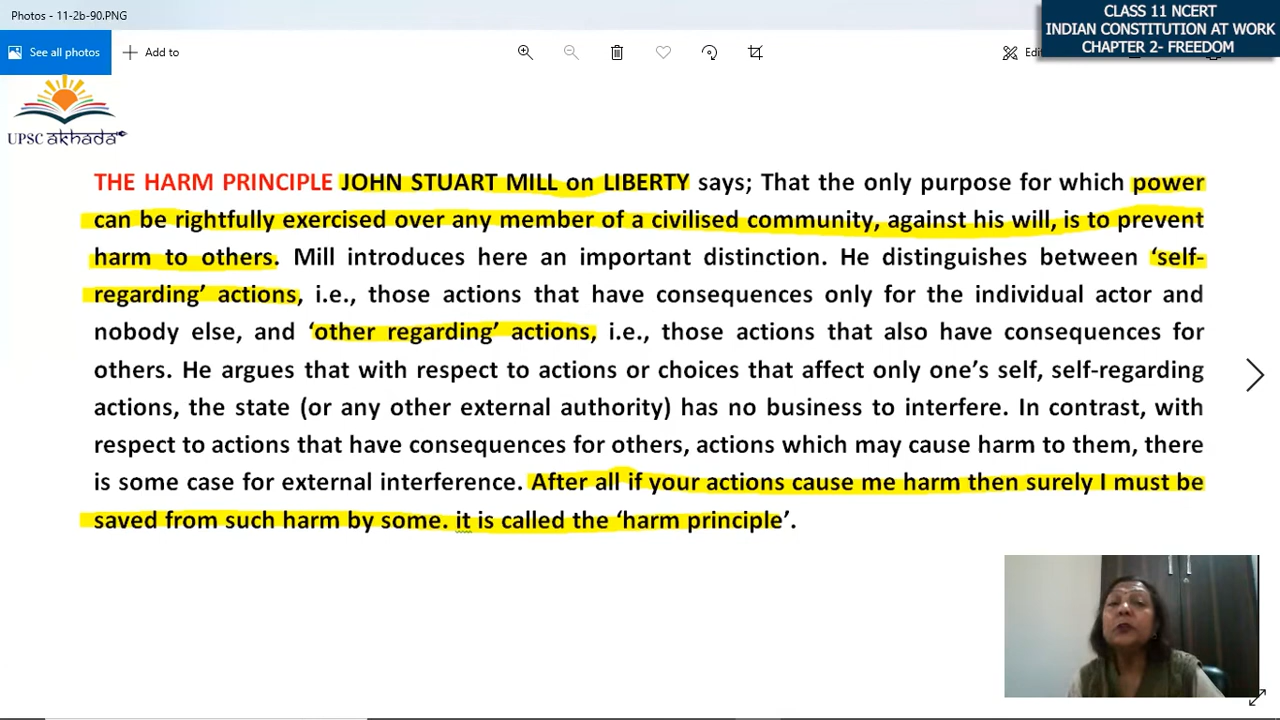 Photos - 11-2b-90.PNG
CLASS 11 NCERT
INDIAN CONSTITUTION AT WORK
CHAPTER 2- FREEDOM
See all photos
Add to
UPSC akhada
THE HARM PRINCIPLE JOHN STUART MILL on LIBERTY says; That the only purpose for which power
can be rightfully exercised over any member of a civilised community, against his will, is to prevent
harm to others. Mill introduces here an important distinction. He distinguishes between ‘self-
regarding’ actions, i.e., those actions that have consequences only for the individual actor and
nobody else, and ‘other regarding’ actions, i.e., those actions that also have consequences for
others. He argues that with respect to actions or choices that affect only one’s self, self-regarding
actions, the state (or any other external authority) has no business to interfere. In contrast, with
respect to actions that have consequences for others, actions which may cause harm to them, there
is some case for external interference. After all if your actions cause me harm then surely I must be
saved from such harm by some. it is called the ‘harm principle’.